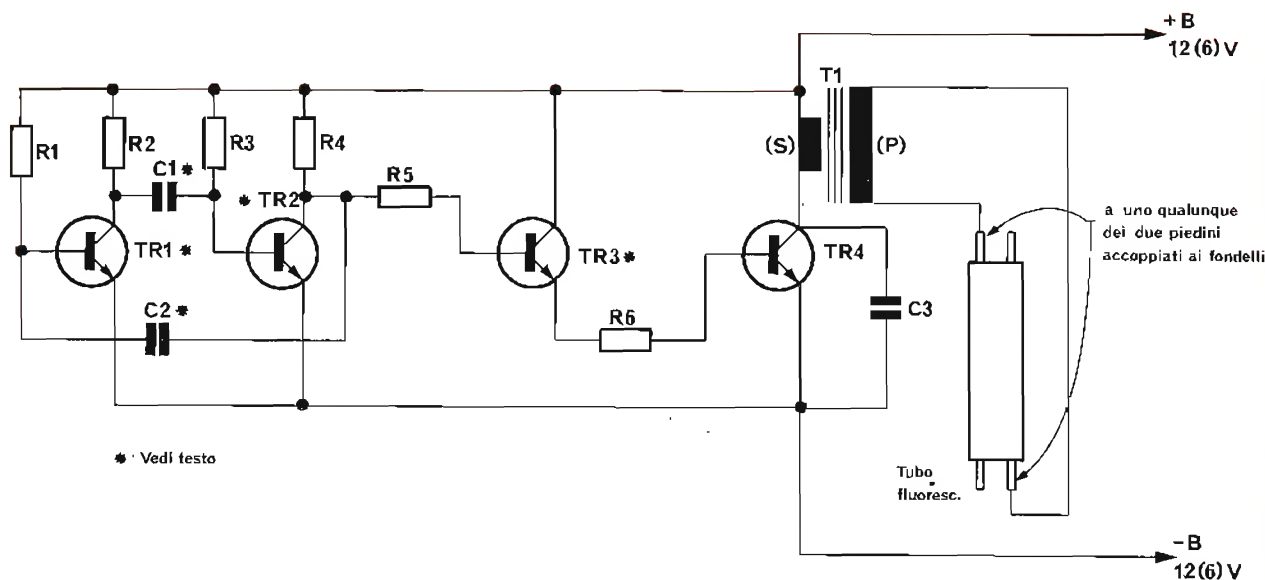 +B
12(6)V
T1
R1
R2
C1*
R3
R4
(S)
(P)
* TR2
R5
TR1*
TR3*
TR4
a uno qualunque
dei due piedini
accoppiati ai fondelli
C2*
R6
C3
* Vedi testo
Tubo
fluoresc.
-B
12(6)V